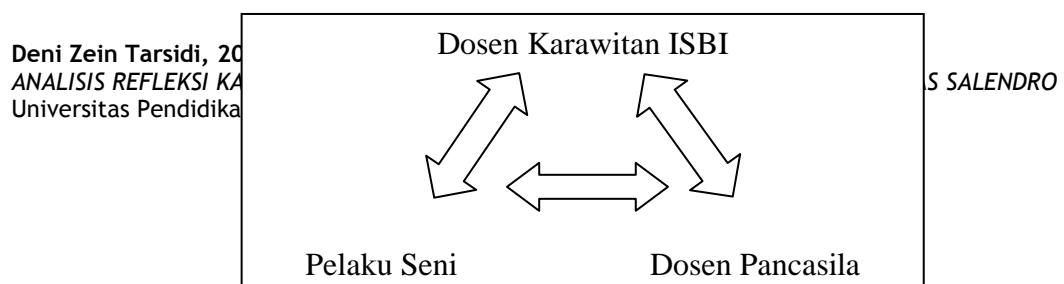 Dosen Karawitan ISBI
Deni Zein Tarsidi, 20
ANALISIS REFLEKSI KA
S SALENDRO
Universitas Pendidika
Pelaku Seni Dosen Pancasila